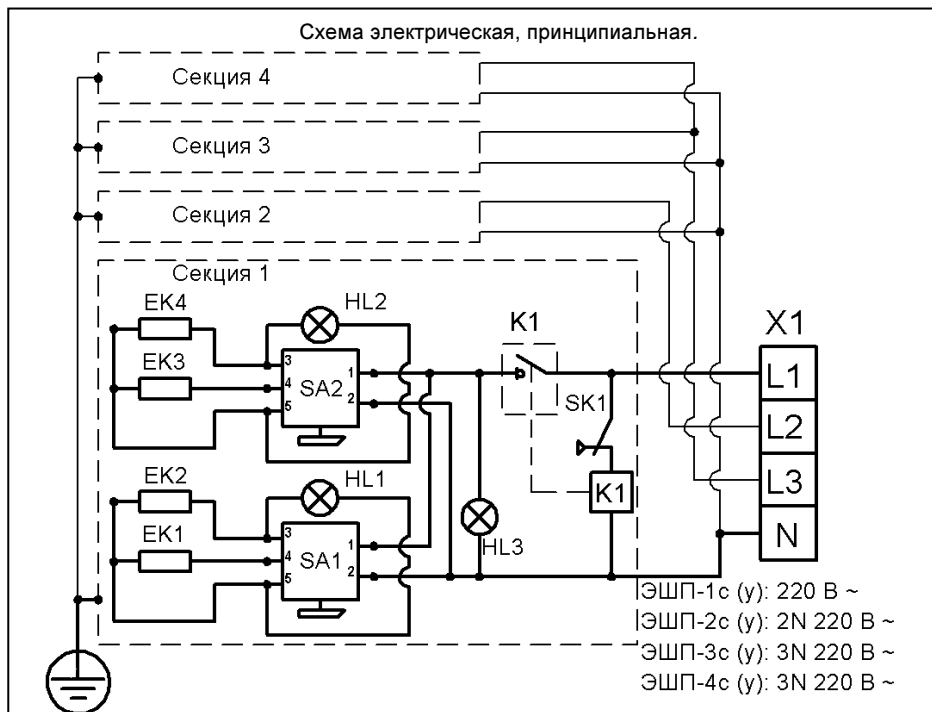 Схема электрическая, принципиальная.
Секция 4
Секция 3
Секция 2
Секция 1
EK4
HL2
K1
X1
3
1
L1
EK3
4
SA2
2
SK1
5
L2
EK2
HL1
L3
K1
3
EK1
4
SA1
1
HL3
N
5
2
ЭШП-1с (у): 220 В ~
ЭШП-2с (у): 2N 220 В ~
ЭШП-3с (у): 3N 220 В ~
ЭШП-4с (у): 3N 220 В ~